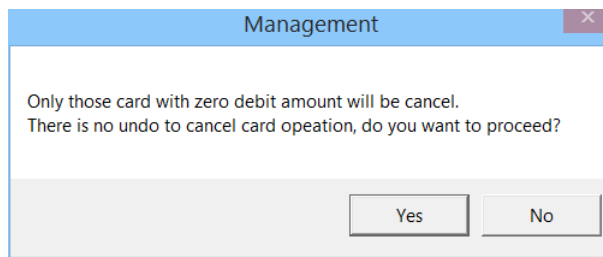 Management
Only those card with zero debit amount will be cancel.
There is no undo to cancel card opeation, do you want to proceed?
Yes
No